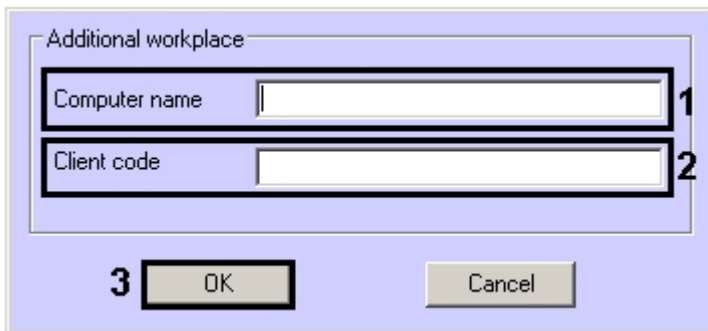 Additional workplace
Computer name 1
Client code 2
3 OK Cancel